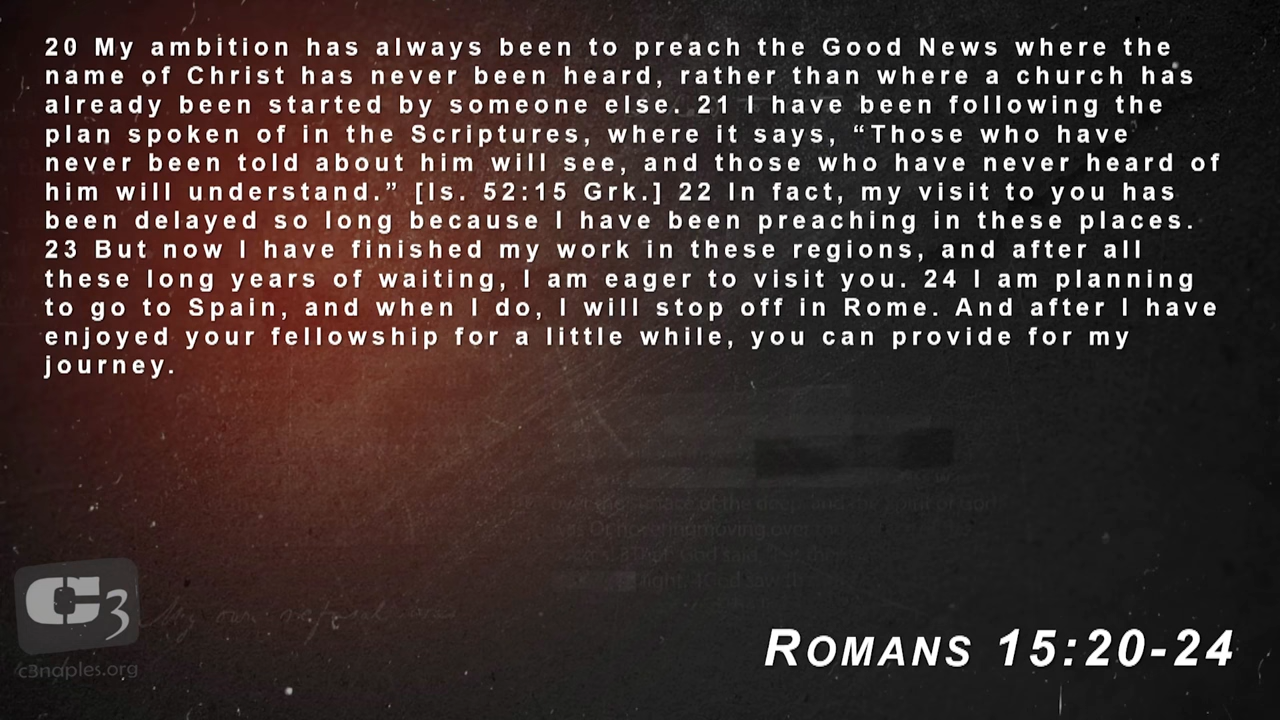 20 My ambition has always been to preach the Good News where the
name of Christ has never been heard, rather than where a church has
already been started by someone else. 21 I have been following the
plan spoken of in the Scriptures, where it says, “Those who have
never been told about him will see, and those who have never heard of
him will understand.” [Is. 52:15 Grk.] 22 In fact, my visit to you has
been delayed so long because I have been preaching in these places.
23 But now I have finished my work in these regions, and after all
these long years of waiting, I am eager to visit you. 24 I am planning
to go to Spain, and when I do, I will stop off in Rome. And after I have
enjoyed your fellowship for a little while, you can provide for my
journey.
C3
c3naples.org
ROMANS 15:20-24